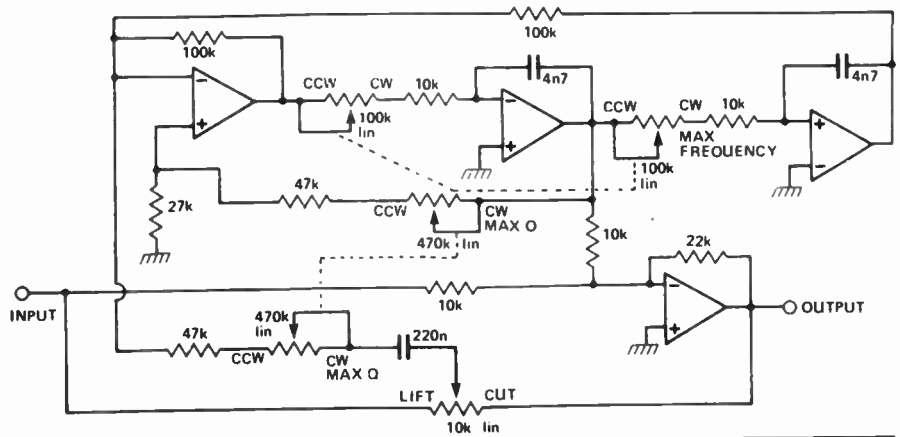 100k
100k
4n7
4n7
CCW CW
10k
100k
lin
CCW CW
10k
MAX
FREQUENCY
100k
lin
−
+
−
+
+
−
27k
47k
CCW
CW
MAX Q
470k lin
10k
22k
INPUT
10k
−
+
OUTPUT
470k
lin
47k
CCW
CW
MAX Q
220n
LIFT CUT
10k lin